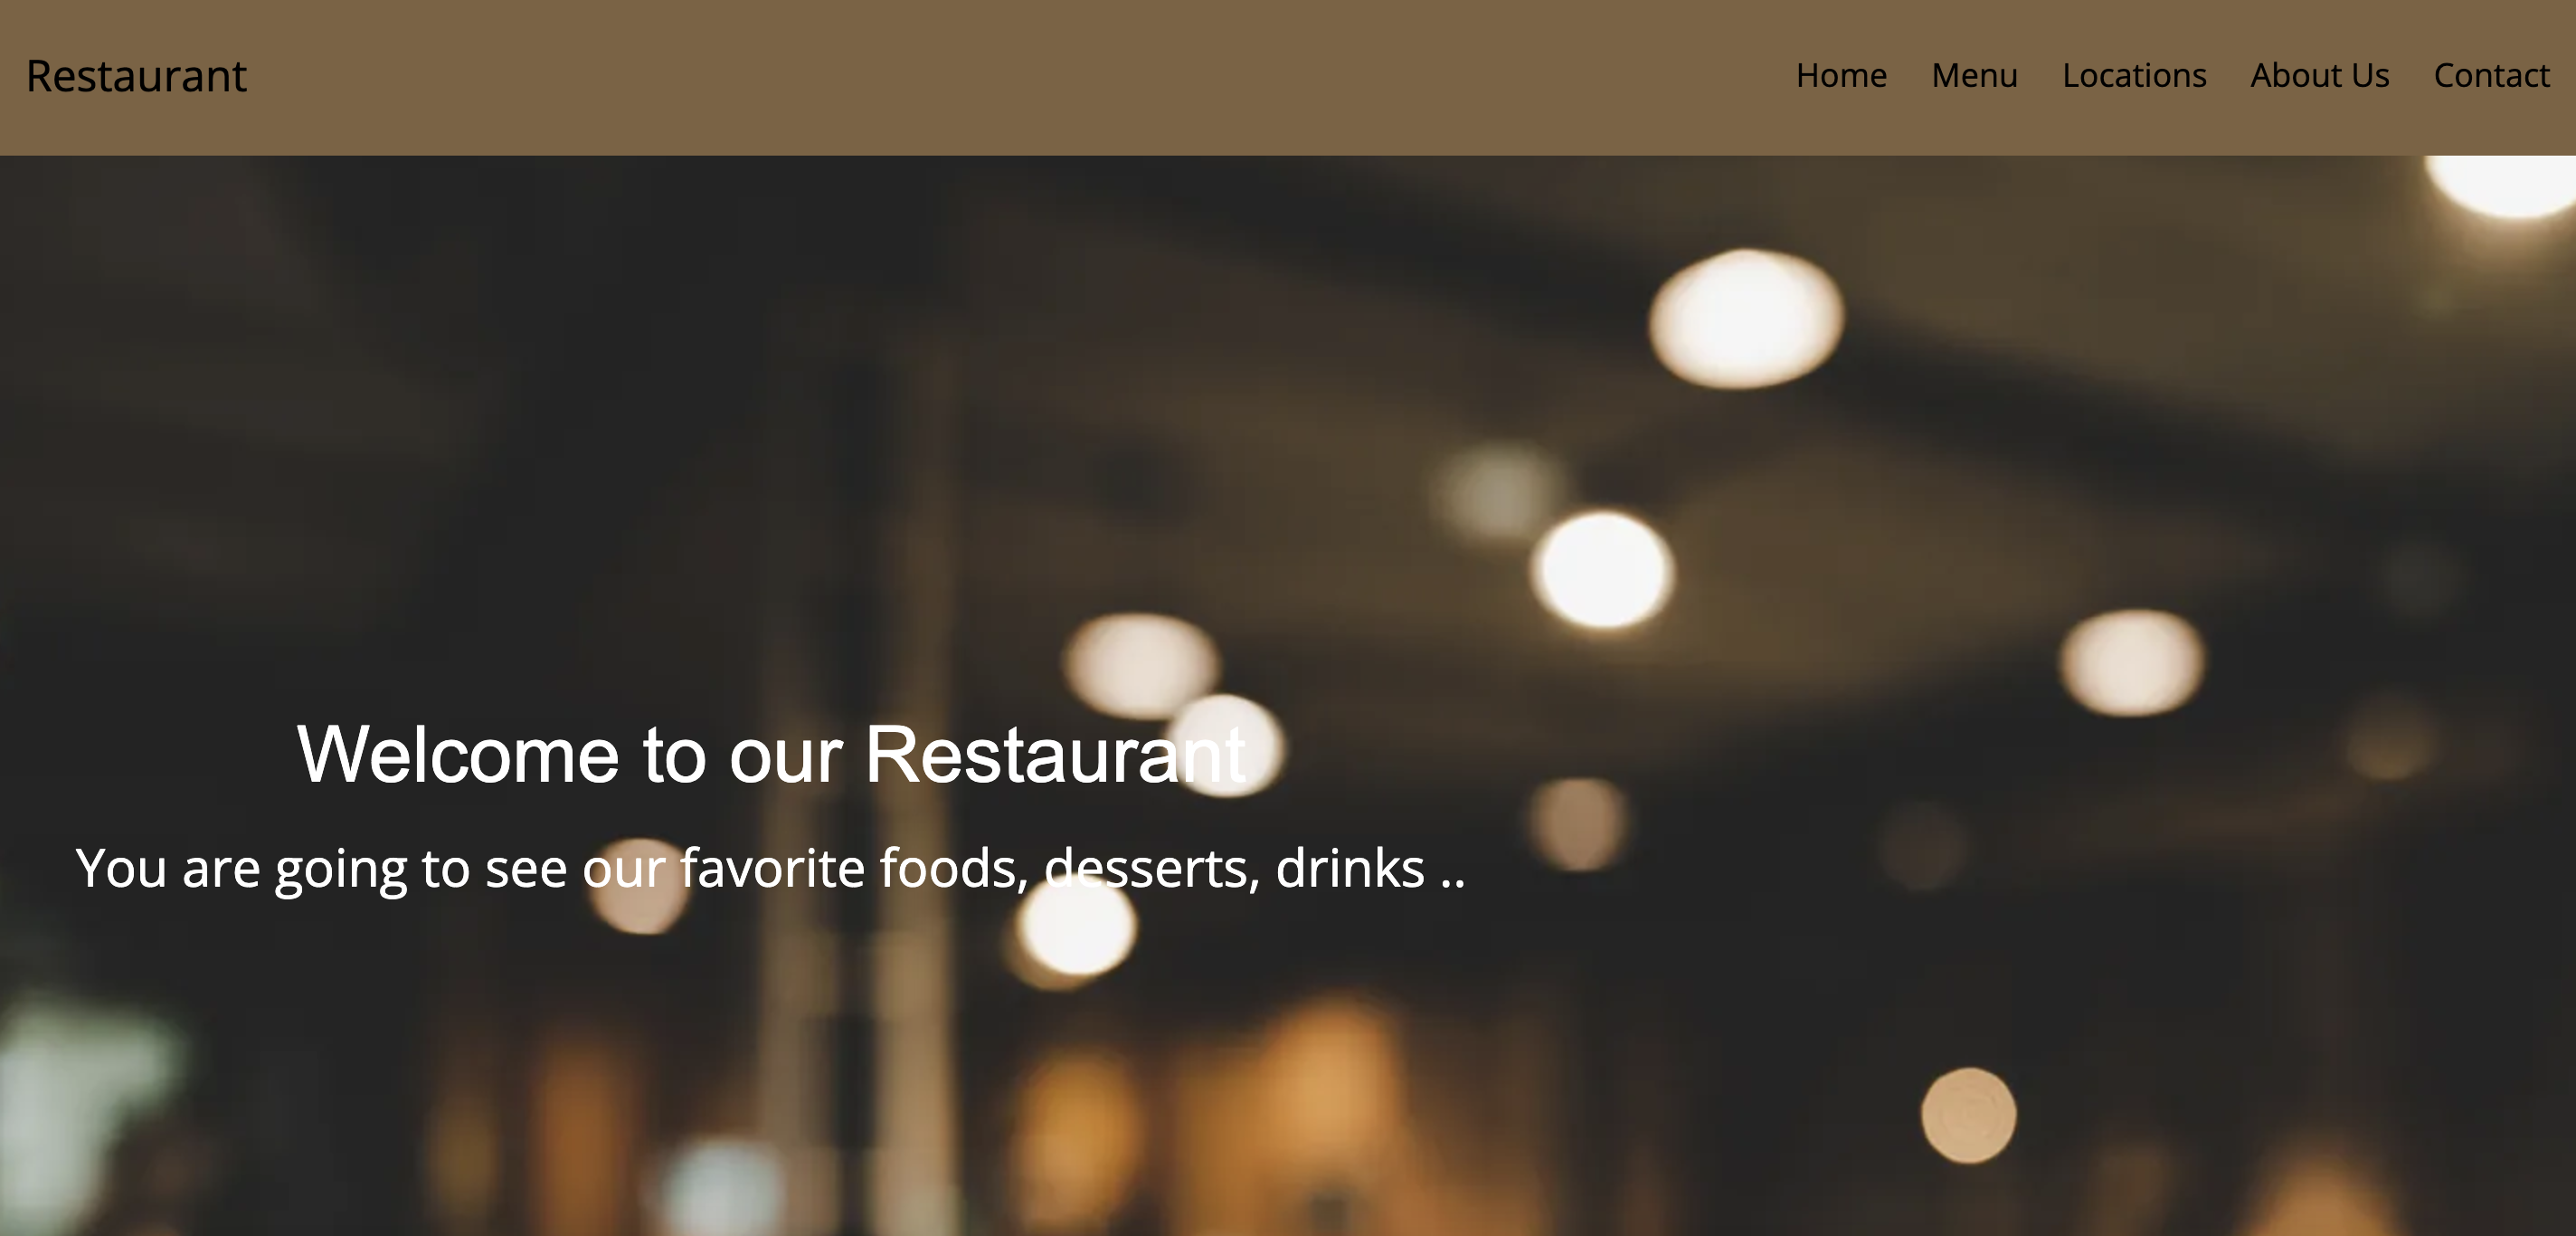 Restaurant
Home Menu Locations About Us Contact
Welcome to our Restaurant
You are going to see our favorite foods, desserts, drinks ..